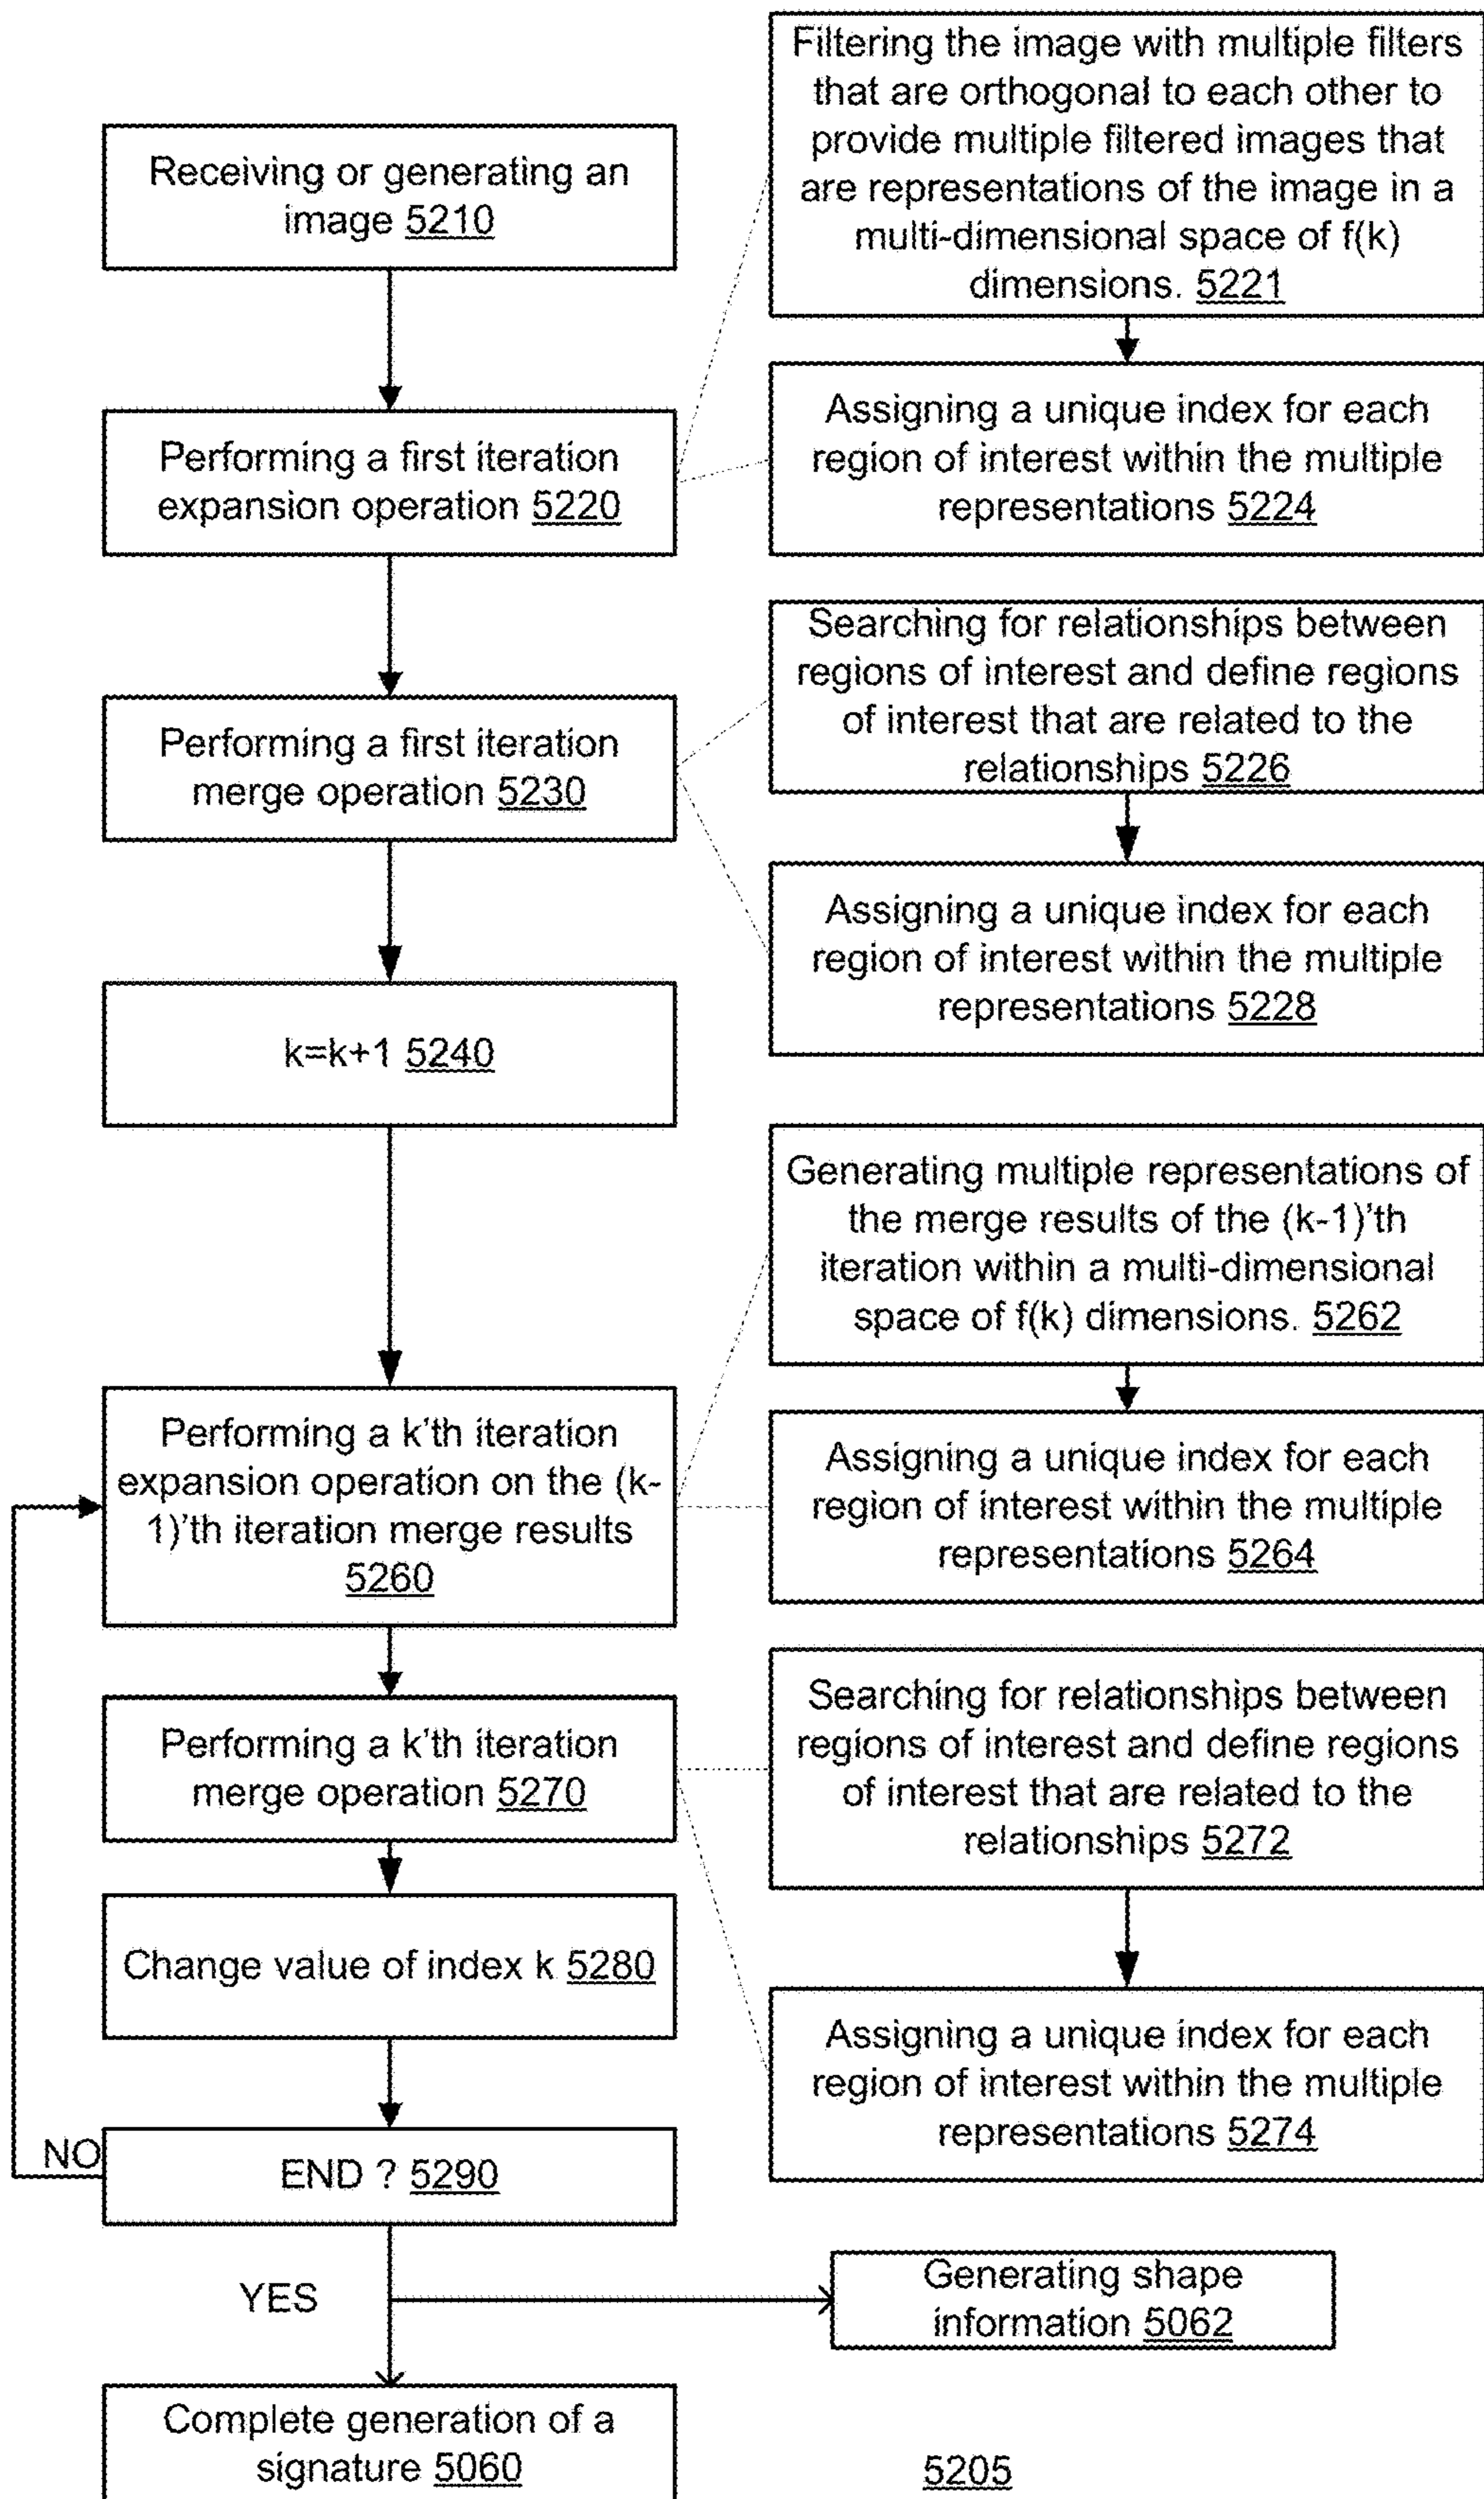 Receiving or generating an
image 5210
Filtering the image with multiple filters
that are orthogonal to each other to
provide multiple filtered images that
are representations of the image in a
multi-dimensional space of f(k)
dimensions. 5221
Performing a first iteration
expansion operation 5220
Assigning a unique index for each
region of interest within the multiple
representations 5224
Performing a first iteration
merge operation 5230
Searching for relationships between
regions of interest and define regions
of interest that are related to the
relationships 5226
Assigning a unique index for each
region of interest within the multiple
representations 5228
k=k+1 5240
Generating multiple representations of
the merge results of the (k-1)’th
iteration within a multi-dimensional
space of f(k) dimensions. 5262
Performing a k’th iteration
expansion operation on the (k-
1)’th iteration merge results
5260
Assigning a unique index for each
region of interest within the multiple
representations 5264
Performing a k’th iteration
merge operation 5270
Searching for relationships between
regions of interest and define regions
of interest that are related to the
relationships 5272
Change value of index k 5280
Assigning a unique index for each
region of interest within the multiple
representations 5274
NO
END ? 5290
YES
Generating shape
information 5062
Complete generation of a
signature 5060
5205